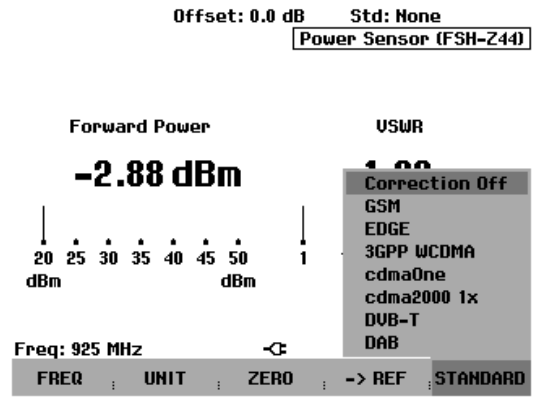 Offset: 0.0 dB Std: None
Power Sensor (FSH-Z44)
Forward Power VSWR
-2.88 dBm
Correction Off
GSM
EDGE
3GPP WCDMA
cdmaOne
cdma2000 1x
DVB-T
DAB
20 25 30 35 40 45 50 1
dBm dBm
Freq: 925 MHz
FREQ UNIT ZERO -> REF STANDARD